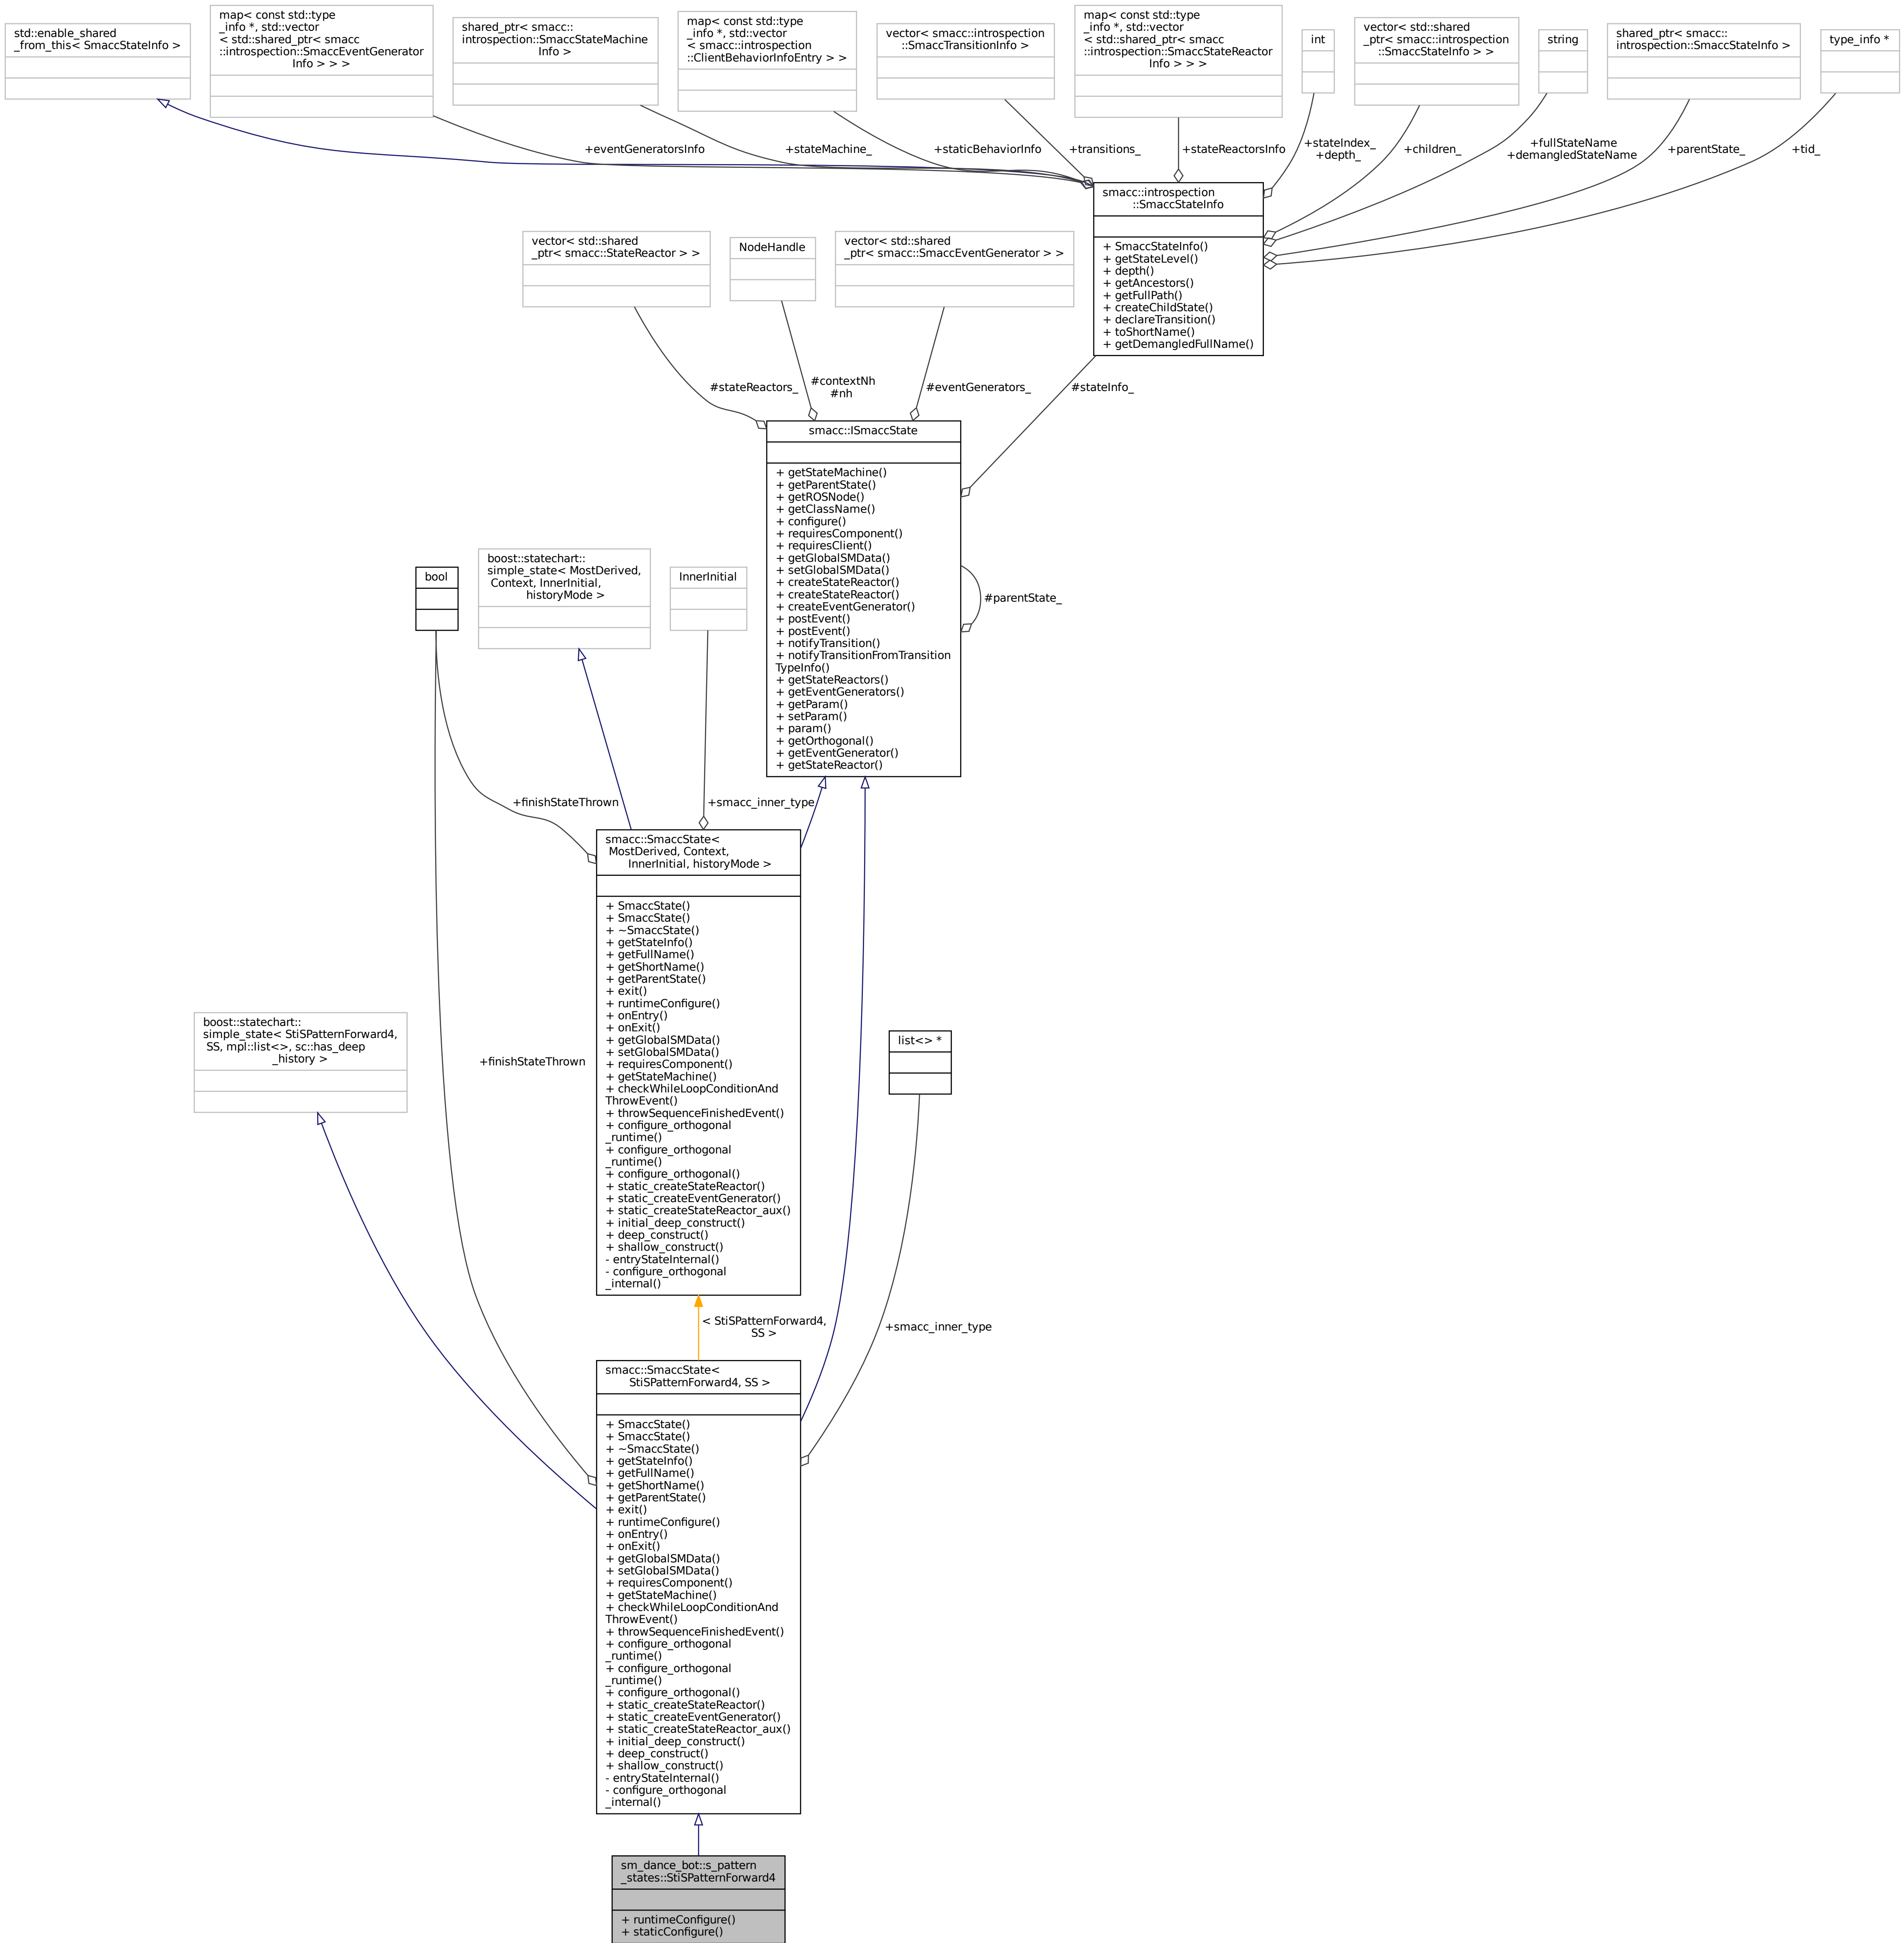 std::enable_shared
_from_this< SmaccStateInfo >
map< const std::type
_info *, std::vector
< std::shared_ptr< smacc
::introspection::SmaccEventGenerator
Info > > >
shared_ptr< smacc::
introspection::SmaccStateMachine
Info >
map< const std::type
_info *, std::vector
< smacc::introspection
::ClientBehaviorInfoEntry > >
vector< smacc::introspection
::SmaccTransitionInfo >
map< const std::type
_info *, std::vector
< std::shared_ptr< smacc
::introspection::SmaccStateReactor
Info > > >
int
vector< std::shared
_ptr< smacc::introspection
::SmaccStateInfo > >
string
shared_ptr< smacc::
introspection::SmaccStateInfo >
type_info *
+eventGeneratorsInfo
+stateMachine_
+staticBehaviorInfo
+transitions_
+stateReactorsInfo
+stateIndex_
+depth_
+children_
+fullStateName
+demangledStateName
+parentState_
+tid_
smacc::introspection
::SmaccStateInfo
+ SmaccStateInfo()
+ getStateLevel()
+ depth()
+ getAncestors()
+ getFullPath()
+ createChildState()
+ declareTransition()
+ toShortName()
+ getDemangledFullName()
vector< std::shared
_ptr< smacc::StateReactor > >
NodeHandle
vector< std::shared
_ptr< smacc::SmaccEventGenerator > >
#stateReactors_
#contextNh
#nh
#eventGenerators_
#stateInfo_
smacc::ISmaccState
+ getStateMachine()
+ getParentState()
+ getROSNode()
+ getClassName()
+ configure()
+ requiresComponent()
+ requiresClient()
+ getGlobalSMData()
+ setGlobalSMData()
+ createStateReactor()
+ createStateReactor()
+ createEventGenerator()
+ postEvent()
+ postEvent()
+ notifyTransition()
+ notifyTransitionFromTransition
TypeInfo()
+ getStateReactors()
+ getEventGenerators()
+ getParam()
+ setParam()
+ param()
+ getOrthogonal()
+ getEventGenerator()
+ getStateReactor()
#parentState_
bool
boost::statechart::
simple_state< MostDerived,
Context, InnerInitial,
historyMode >
InnerInitial
+finishStateThrown
+smacc_inner_type
smacc::SmaccState<
MostDerived, Context,
InnerInitial, historyMode >
+ SmaccState()
+ SmaccState()
+ ~SmaccState()
+ getStateInfo()
+ getFullName()
+ getShortName()
+ getParentState()
+ exit()
+ runtimeConfigure()
+ onEntry()
+ onExit()
+ getGlobalSMData()
+ setGlobalSMData()
+ requiresComponent()
+ getStateMachine()
+ checkWhileLoopConditionAnd
ThrowEvent()
+ throwSequenceFinishedEvent()
+ configure_orthogonal
_runtime()
+ configure_orthogonal
_runtime()
+ configure_orthogonal()
+ static_createStateReactor()
+ static_createEventGenerator()
+ static_createStateReactor_aux()
+ initial_deep_construct()
+ deep_construct()
+ shallow_construct()
- entryStateInternal()
- configure_orthogonal
_internal()
boost::statechart::
simple_state< StiSPatternForward4,
SS, mpl::list<>, sc::has_deep
_history >
+finishStateThrown
list<> *
< StiSPatternForward4,
SS >
+smacc_inner_type
smacc::SmaccState<
StiSPatternForward4, SS >
+ SmaccState()
+ SmaccState()
+ ~SmaccState()
+ getStateInfo()
+ getFullName()
+ getShortName()
+ getParentState()
+ exit()
+ runtimeConfigure()
+ onEntry()
+ onExit()
+ getGlobalSMData()
+ setGlobalSMData()
+ requiresComponent()
+ getStateMachine()
+ checkWhileLoopConditionAnd
ThrowEvent()
+ throwSequenceFinishedEvent()
+ configure_orthogonal
_runtime()
+ configure_orthogonal
_runtime()
+ configure_orthogonal()
+ static_createStateReactor()
+ static_createEventGenerator()
+ static_createStateReactor_aux()
+ initial_deep_construct()
+ deep_construct()
+ shallow_construct()
- entryStateInternal()
- configure_orthogonal
_internal()
sm_dance_bot::s_pattern
_states::StiSPatternForward4
+ runtimeConfigure()
+ staticConfigure()